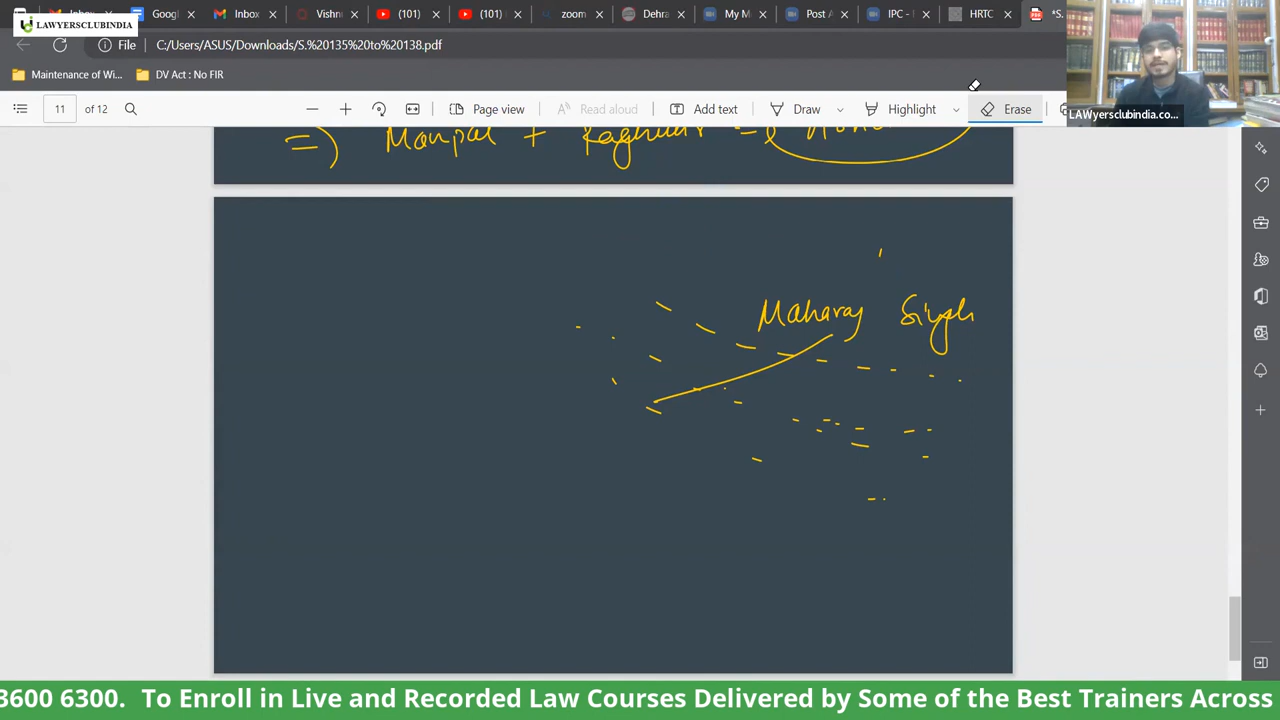 Inbox
Googl
Inbox
Vishn
(101)
(101)
conom
Dehra
Post
IPC -
HRTC
*S.
LAWYERSCLUBINDIA
File C:/Users/ASUS/Downloads/S.%20135%20to%20138.pdf
Maintenance of Wi... DV Act : No FIR
11 of 12 Page view Read aloud Add text Draw Highlight Erase
LAWyersclubindia.co...
=) Manpal + Raghuar =
Maharaj Singh
3600 6300. To Enroll in Live and Recorded Law Courses Delivered by Some of the Best Trainers Across